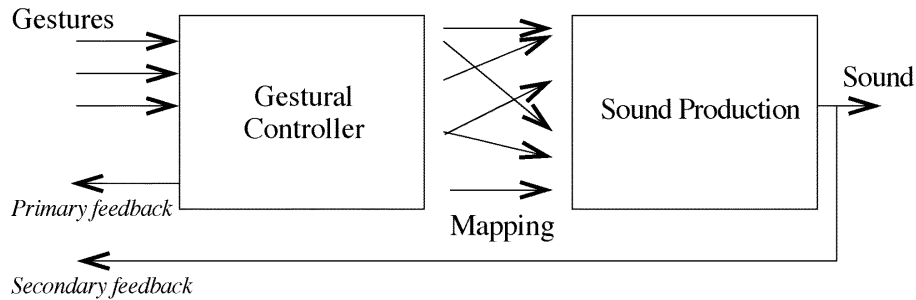 Gestures
Gestural
Controller
Primary feedback
Mapping
Sound Production
Sound
Secondary feedback